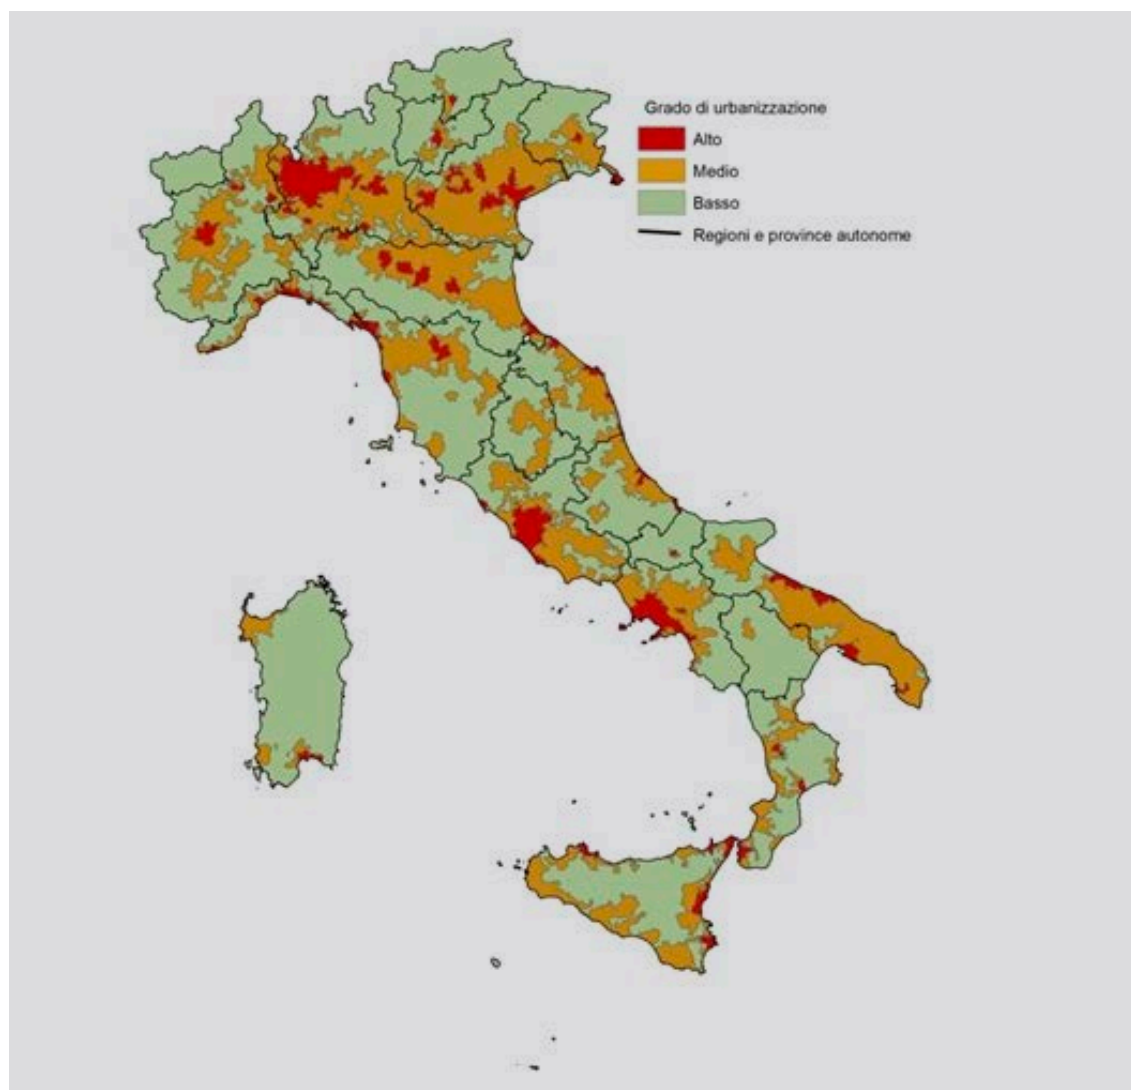 Grado di urbanizzazione
Alto
Medio
Basso
Regioni e province autonome